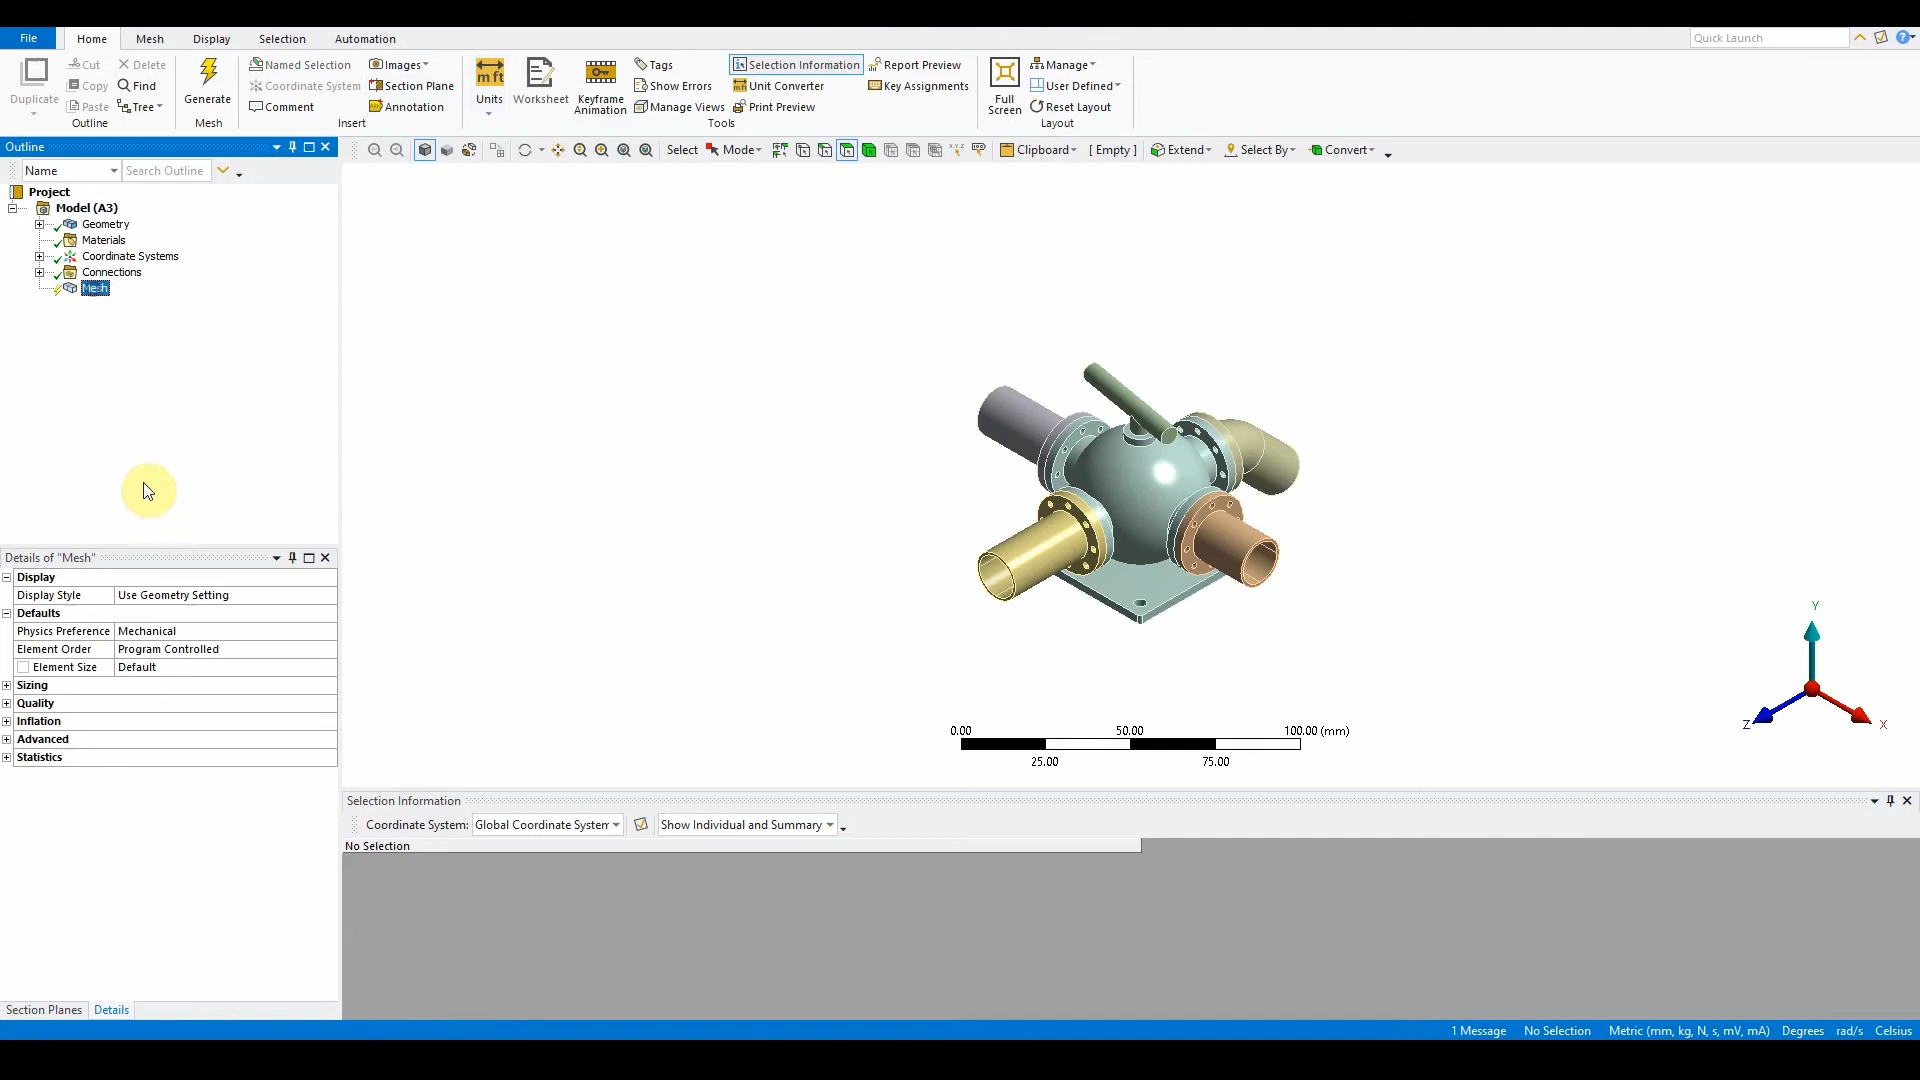 File Home Mesh Display Selection Automation Quick Launch
Duplicate Cut Delete
Copy Find
Paste Tree
Outline
Generate
Mesh
Named Selection Images
Coordinate System Section Plane
Comment Annotation
Insert
m ft
Units
Worksheet
Keyframe
Animation
Tags
Show Errors
Manage Views
Selection Information
Unit Converter
Print Preview
Report Preview
Key Assignments
Tools
Full
Screen
Manage
User Defined
Reset Layout
Layout
Outline
Select Mode Clipboard [ Empty ] Extend Select By Convert
Name Search Outline
Project
Model (A3)
Geometry
Materials
Coordinate Systems
Connections
Mesh
Details of "Mesh"
Display
Display Style Use Geometry Setting
Defaults
Physics Preference Mechanical
Element Order Program Controlled
Element Size Default
Sizing
Quality
Inflation
Advanced
Statistics
Section Planes Details
Y
Z X
0.00 50.00 100.00 (mm)
25.00 75.00
Selection Information
Coordinate System: Global Coordinate System Show Individual and Summary
No Selection
1 Message No Selection Metric (mm, kg, N, s, mV, mA) Degrees rad/s Celsius